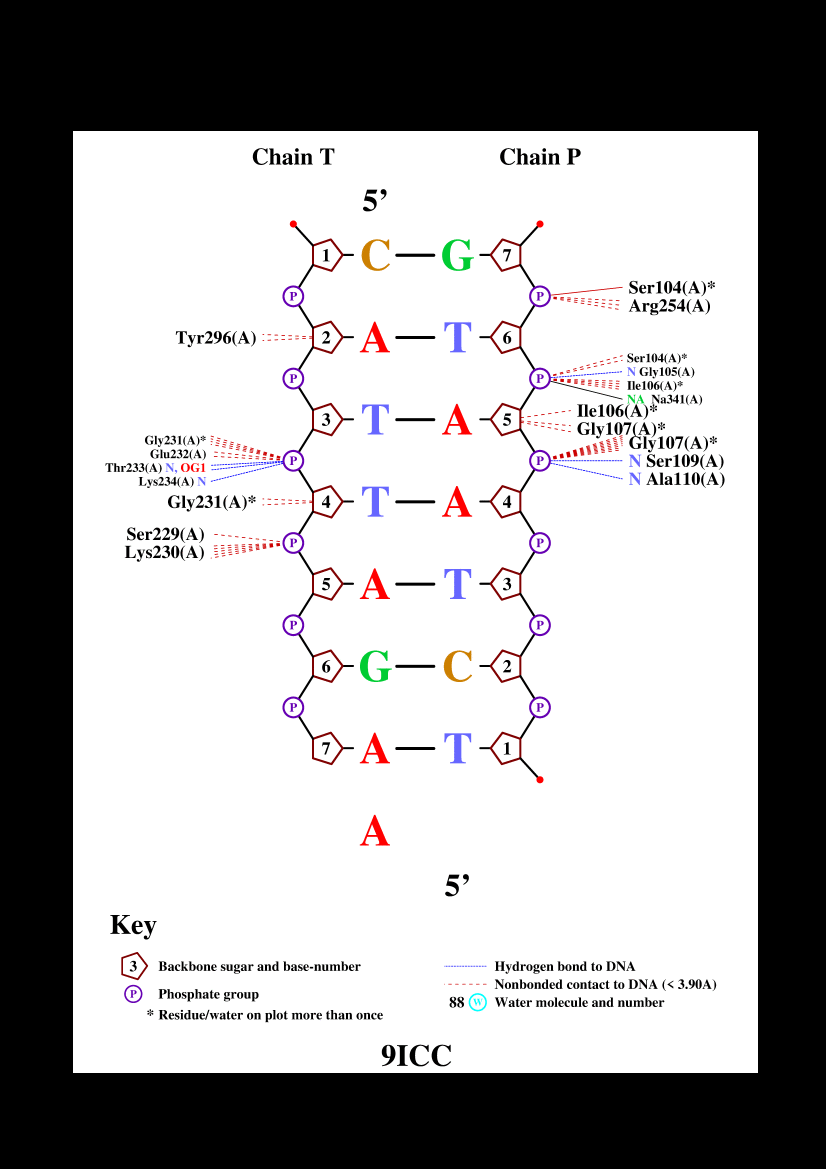 Chain T Chain P
5’
1 C G 7
P P Ser104(A)*
Arg254(A)
Tyr296(A) 2 A T 6
Ser104(A)*
P P N Gly105(A)
Ile106(A)*
NA Na341(A)
Ile106(A)*
3 T A 5
Gly107(A)*
Gly231(A)* Gly107(A)*
Glu232(A)
P P N Ser109(A)
Thr233(A) N, OG1
Lys234(A) N N Ala110(A)
Gly231(A)* 4 T A 4
Ser229(A)
P P
Lys230(A)
5 A T 3
P P
6 G C 2
P P
7 A T 1
A
5’
Key
3 Backbone sugar and base-number Hydrogen bond to DNA
Nonbonded contact to DNA (< 3.90A)
P Phosphate group 88 W Water molecule and number
* Residue/water on plot more than once
9ICC